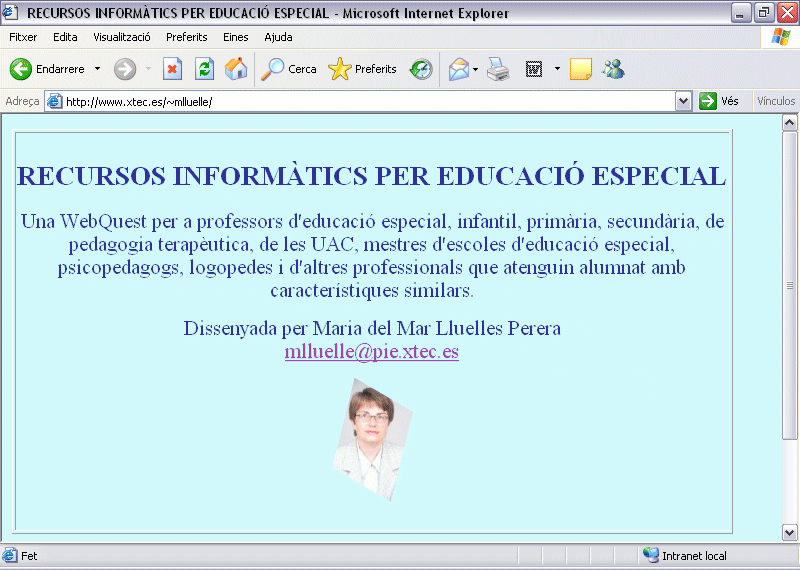 RECURSOS INFORMÀTICS PER EDUCACIÓ ESPECIAL - Microsoft Internet Explorer
Fitxer Edita Visualització Preferits Eines Ajuda
Endarrere Cerca Preferits
Adreça http://www.xtec.es/~mlluelle/ Vés Vínculos
RECURSOS INFORMÀTICS PER EDUCACIÓ ESPECIAL
Una WebQuest per a professors d'educació especial, infantil, primària, secundària, de
pedagogia terapèutica, de les UAC, mestres d'escoles d'educació especial,
psicopedagogs, logopedes i d'altres professionals que atenguin alumnat amb
característiques similars.
Dissenyada per Maria del Mar Lluelles Perera
mlluelle@pie.xtec.es
Fet Intranet local